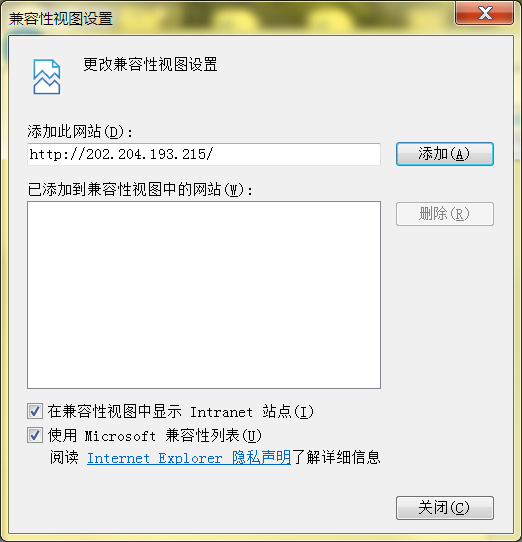 兼容性视图设置
更改兼容性视图设置
添加此网站(D):
http://202.204.193.215/
添加(A)
已添加到兼容性视图中的网站(W):
删除(R)
在兼容性视图中显示 Intranet 站点(I)
使用 Microsoft 兼容性列表(U)
阅读 Internet Explorer 隐私声明了解详细信息
关闭(C)